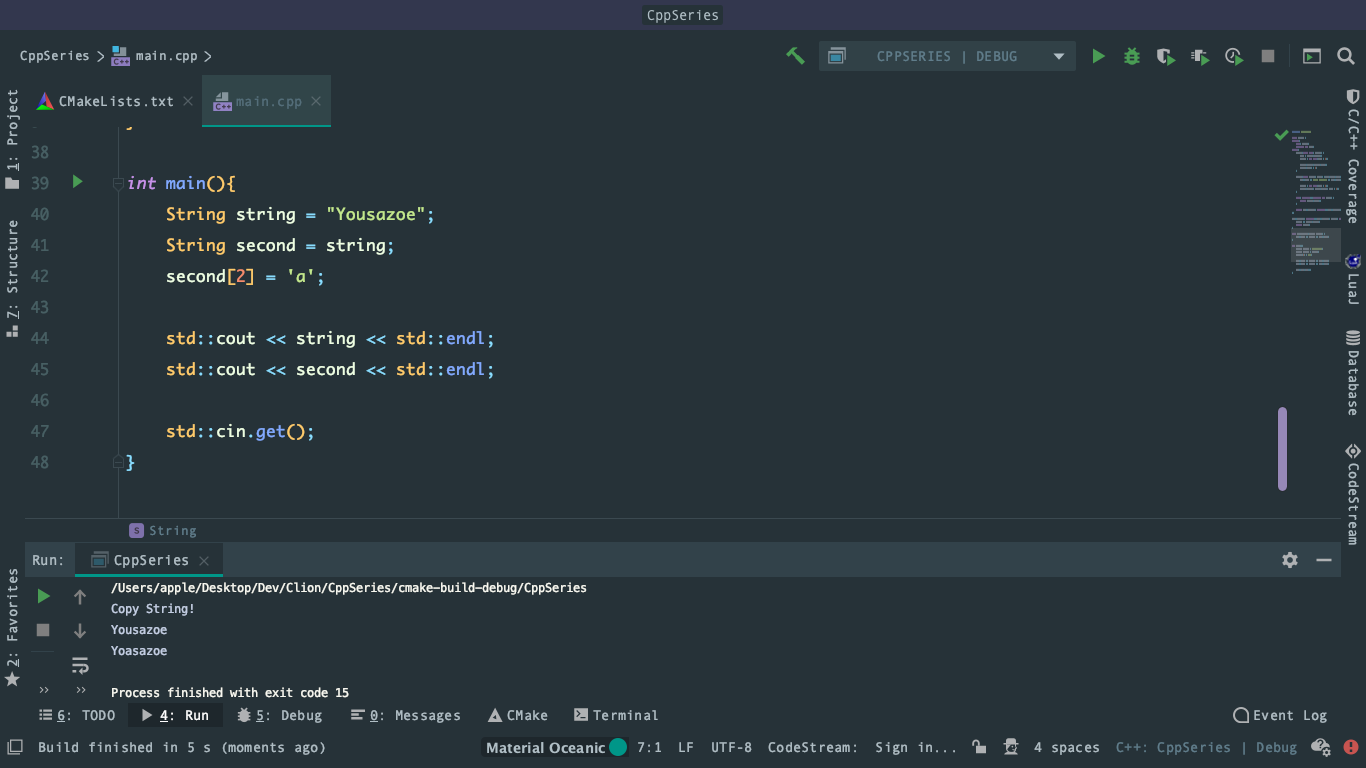 CppSeries
CppSeries > main.cpp >
CPPSERIES | DEBUG
CMakeLists.txt
main.cpp
1: Project
Z: Structure
2: Favorites
38
39 int main(){
40 String string = "Yousazoe";
41 String second = string;
42 second[2] = 'a';
43
44 std::cout << string << std::endl;
45 std::cout << second << std::endl;
46
47 std::cin.get();
48 }
C/C++ Coverage
LuaJ
Database
CodeStream
S String
Run: CppSeries
/Users/apple/Desktop/Dev/Clion/CppSeries/cmake-build-debug/CppSeries
Copy String!
Yousazoe
Yoasazoe
Process finished with exit code 15
6: TODO 4: Run 5: Debug 0: Messages CMake Terminal Event Log
Build finished in 5 s (moments ago) Material Oceanic 7:1 LF UTF-8 CodeStream: Sign in... 4 spaces C++: CppSeries | Debug